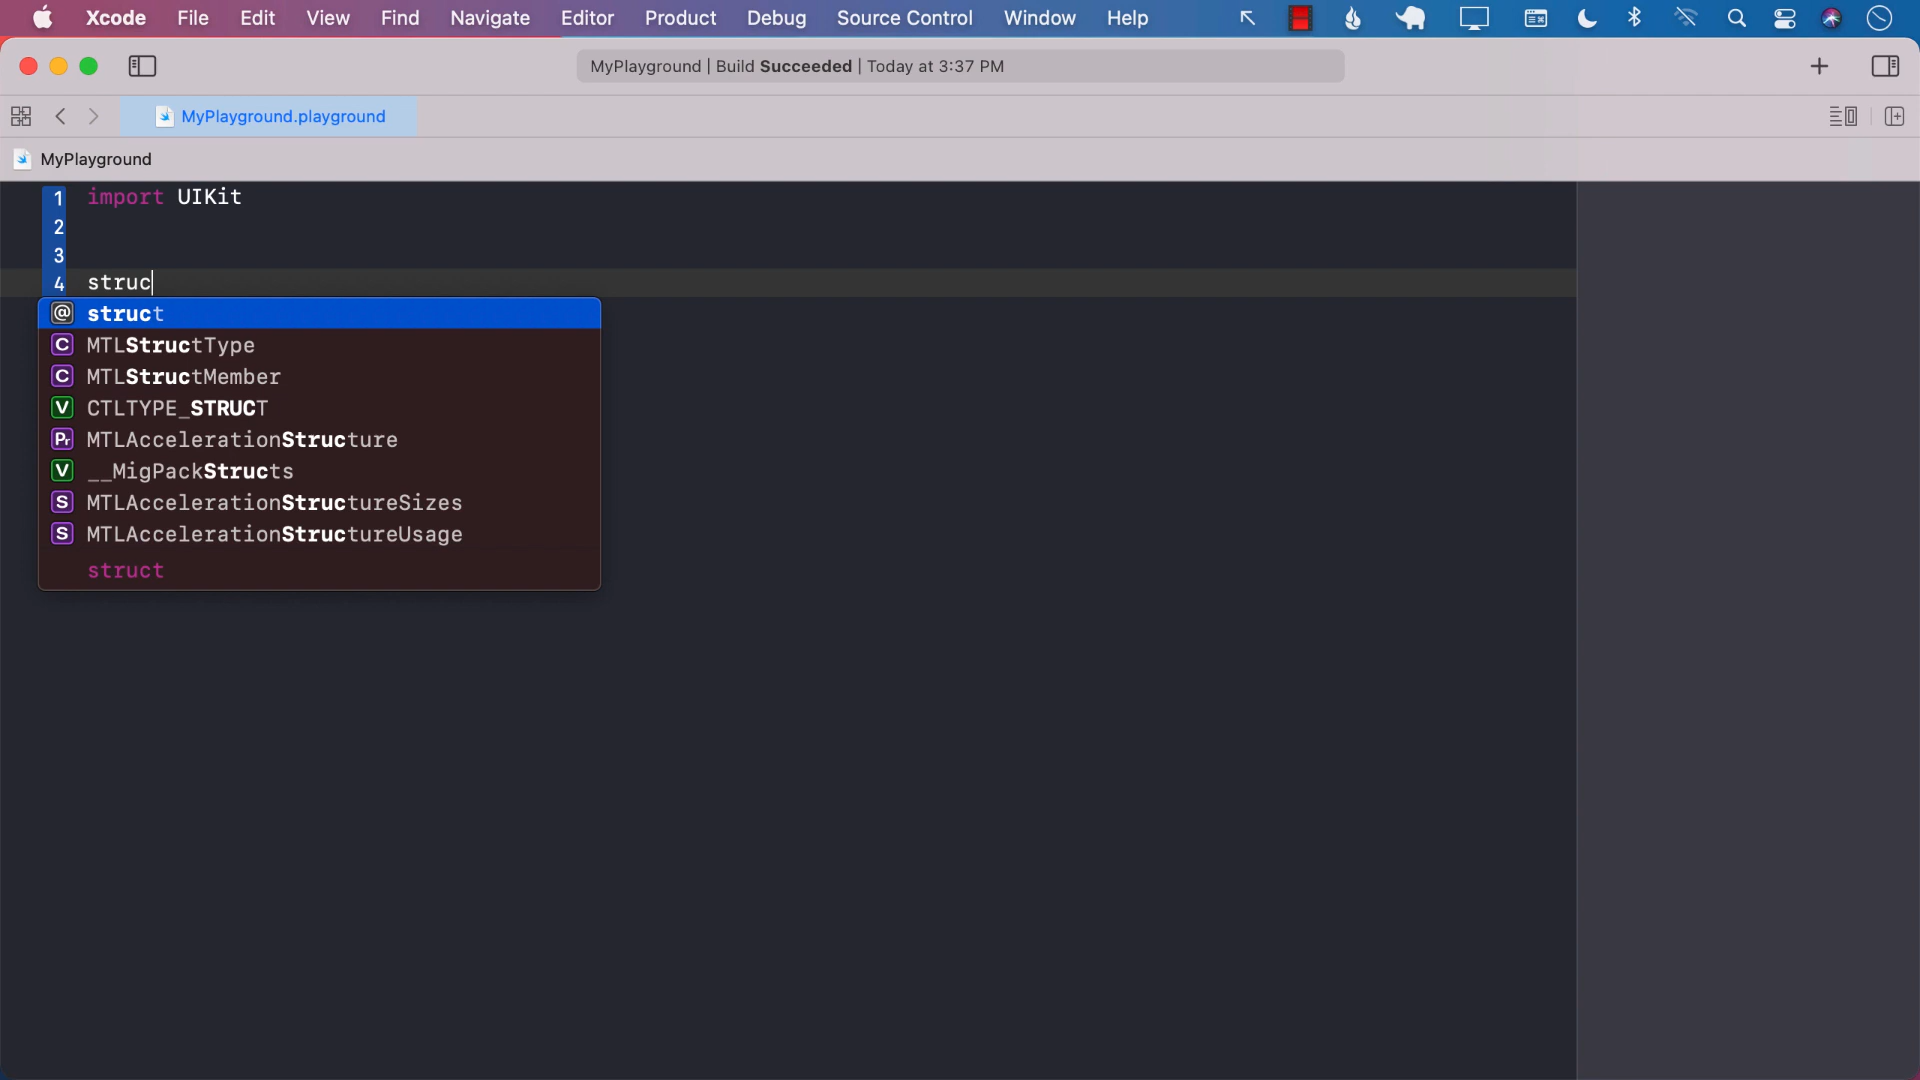 Xcode File Edit View Find Navigate Editor Product Debug Source Control Window Help
MyPlayground | Build Succeeded | Today at 3:37 PM
MyPlayground.playground
MyPlayground
1 import UIKit
2
3
4 struc
@ struct
C MTLStructType
C MTLStructMember
V CTLTYPE_STRUCT
Pr MTLAccelerationStructure
V __MigPackStructs
S MTLAccelerationStructureSizes
S MTLAccelerationStructureUsage
struct